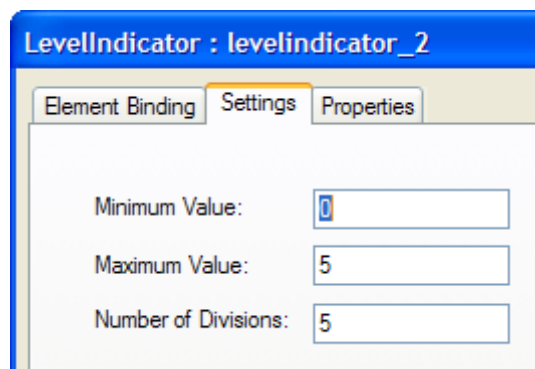 LevelIndicator : levelindicator_2
Element Binding Settings Properties
Minimum Value: 0
Maximum Value: 5
Number of Divisions: 5